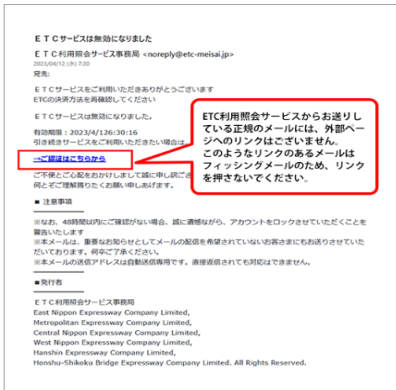 ＥＴＣサービスは無効になりました
ＥＴＣ利用照会サービス事務局 <noreply@etc-meisai.jp>
2023/04/12 (水) 7:30
宛先:
ＥＴＣサービスをご利用いただきありがとうございます
ETCの決済方法を再確認してください
ＥＴＣサービスは無効になりました。
有効期限：2023/4/126:30:16
引き続きサービスをご利用いただきたい場合は
→ご認証はこちらから
ご不便とご心配をおかけしまして誠に申し訳ござ
何とぞご理解賜りたくお願い申しあげます。
ETC利用照会サービスからお送りし
ている正規のメールには、外部ペー
ジへのリンクはございません。
このようなリンクのあるメールは
フィッシングメールのため、リンク
を押さないでください。
■ 注意事項
※なお、48時間以内にご確認がない場合、誠に遺憾ながら、アカウントをロックさせていただくことを
警告いたします
※本メールは、重要なお知らせとしてメールの配信を希望されていないお客さまにもお送りさせていた
だいております。何卒ご了承ください。
※本メールの送信アドレスは自動送信専用です。直接返信されても対応はできません。
■発行者
ＥＴＣ利用照会サービス事務局
East Nippon Expressway Company Limited,
Metropolitan Expressway Company Limited,
Central Nippon Expressway Company Limited,
West Nippon Expressway Company Limited,
Hanshin Expressway Company Limited,
Honshu-Shikoku Bridge Expressway Company Limited. All Rights Reserved.